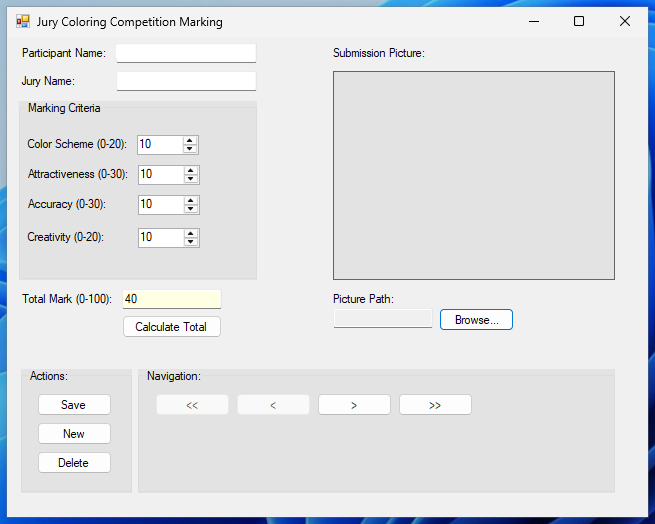 Jury Coloring Competition Marking
Participant Name:
Jury Name:
Marking Criteria
Color Scheme (0-20): 10
Attractiveness (0-30): 10
Accuracy (0-30): 10
Creativity (0-20): 10
Total Mark (0-100): 40
Calculate Total
Submission Picture:
Picture Path:
Browse...
Actions:
Save
New
Delete
Navigation:
<< < > >>